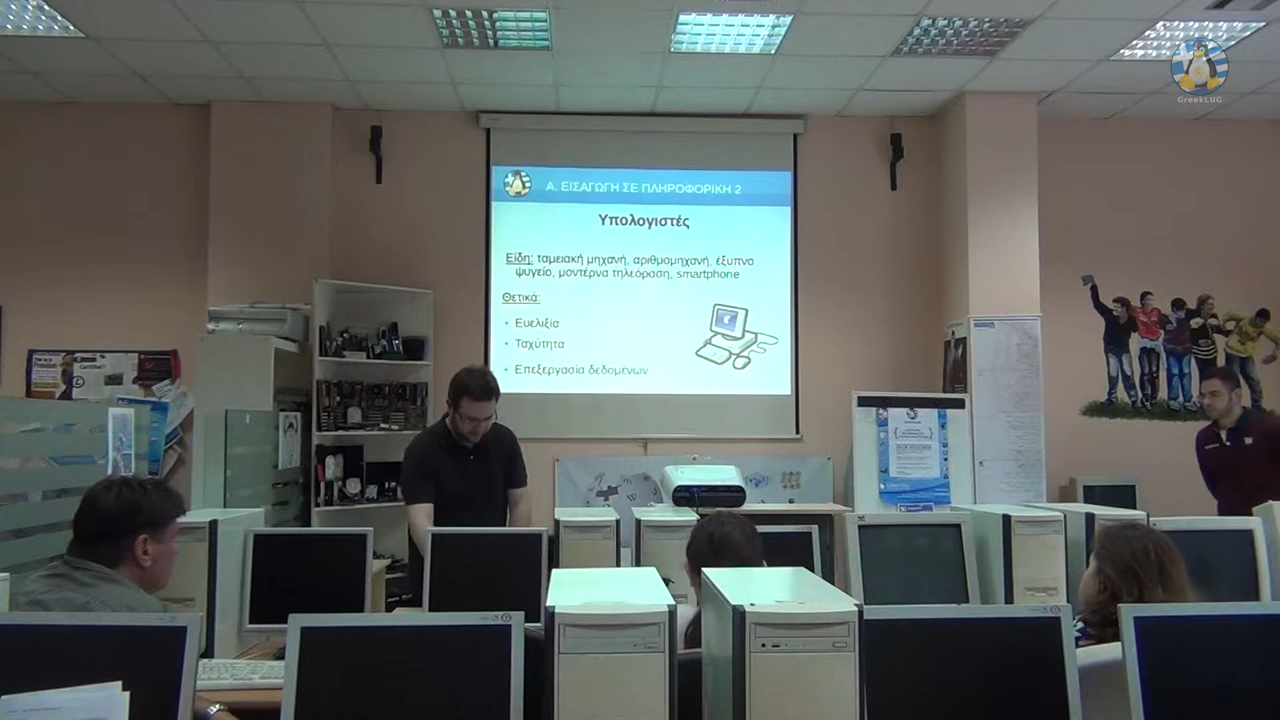 GreekLUG
Α. ΕΙΣΑΓΩΓΗ ΣΕ ΠΛΗΡΟΦΟΡΙΚΗ 2
Υπολογιστές
Είδη: ταμειακή μηχανή, αριθμομηχανή, έξυπνο
ψυγείο, μοντέρνα τηλεόραση, smartphone
Θετικά:
• Ευελιξία
• Ταχύτητα
• Επεξεργασία δεδομένων